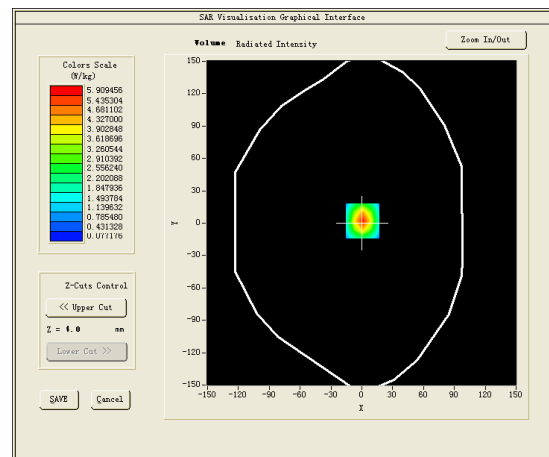 SAR Visualisation Graphical Interface
Volume Radiated Intensity
Zoom In/Out
Colors Scale
(W/kg)
5.909456
5.435304
4.681102
4.327000
3.902848
3.618696
3.260544
2.910392
2.556240
2.202088
1.847936
1.493784
1.139632
0.785480
0.431328
0.077176
150
120
90
60
30
0
-30
-60
-90
-120
-150
Y
-150 -120 -90 -60 -30 0 30 60 90 120 150
X
Z-Cuts Control
<< Upper Cut
Z = 4.0 mm
Lower Cut >>
SAVE
Cancel